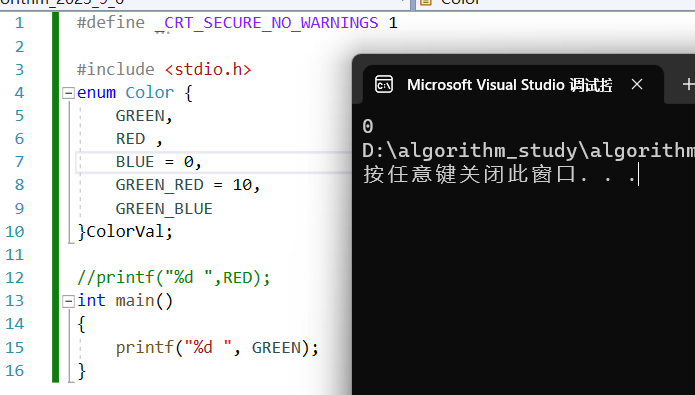 Color
1 #define _CRT_SECURE_NO_WARNINGS 1
2
3 #include <stdio.h>
4 enum Color {
5 GREEN,
6 RED ,
7 BLUE = 0,
8 GREEN_RED = 10,
9 GREEN_BLUE
10 }ColorVal;
11
12 //printf("%d ",RED);
13 int main()
14 {
15 printf("%d ", GREEN);
16 }
Microsoft Visual Studio 调试控
0
D:\algorithm_study\algorithm
按任意键关闭此窗口. . .